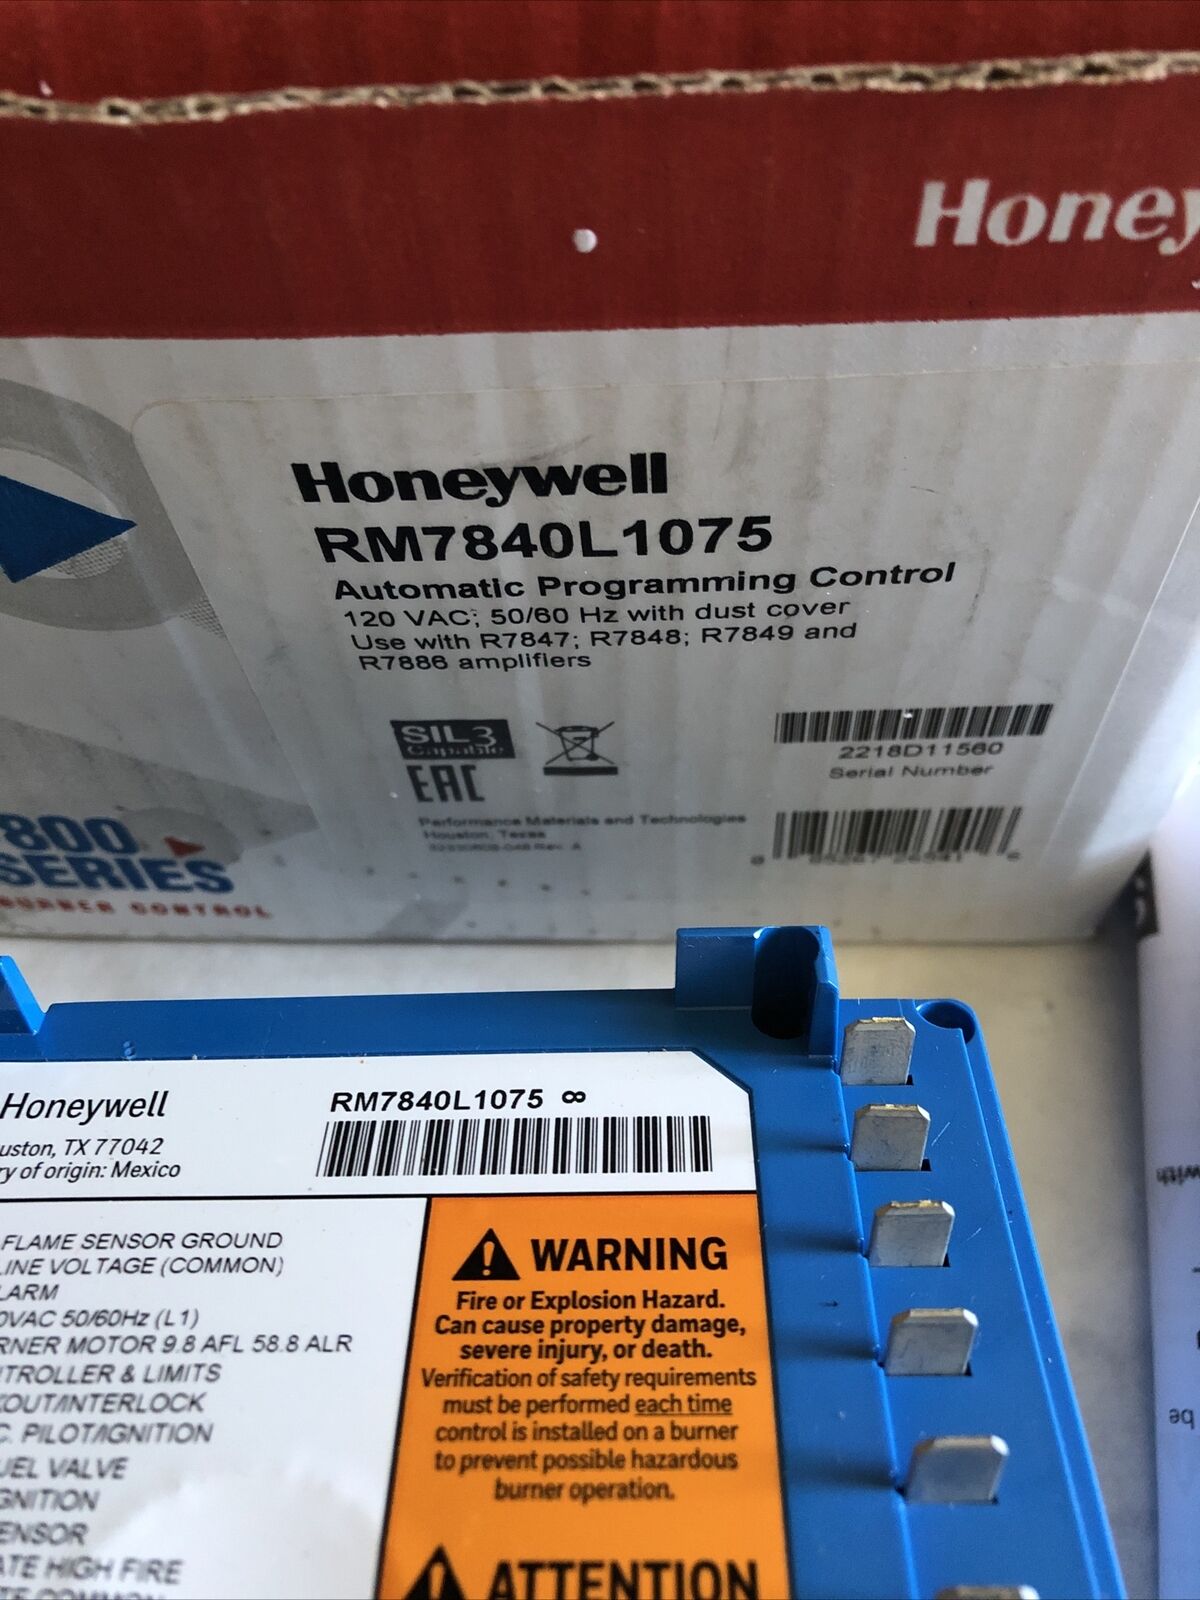 Honey
Honeywell
RM7840L1075
Automatic Programming Control
120 VAC; 50/60 Hz with dust cover
Use with R7847; R7848; R7849 and
R7886 amplifiers
SIL3
Capable
EAC
2218D11560
Serial Number
Performance Materials and Technologies
Houston, Texas
800
SERIES
BURNER CONTROL
Honeywell
uston, TX 77042
ry of origin: Mexico
RM7840L1075 ∞
FLAME SENSOR GROUND
LINE VOLTAGE (COMMON)
LARM
0VAC 50/60Hz (L1)
RNER MOTOR 9.8 AFL 58.8 ALR
NTROLLER & LIMITS
KOUT/INTERLOCK
C. PILOT/IGNITION
UEL VALVE
GNITION
ENSOR
ATE HIGH FIRE
TE COMMON
WARNING
Fire or Explosion Hazard.
Can cause property damage,
severe injury, or death.
Verification of safety requirements
must be performed each time
control is installed on a burner
to prevent possible hazardous
burner operation.
ATTENTION
be